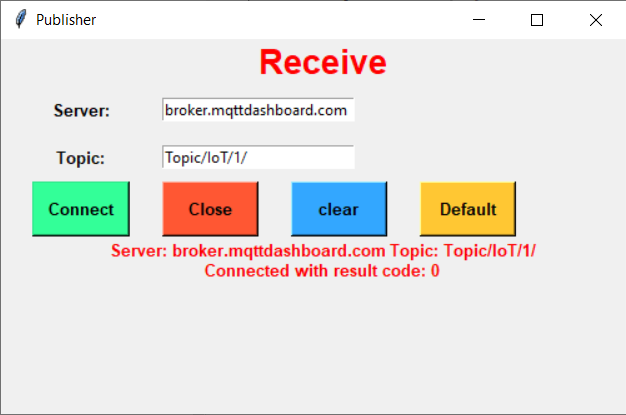 Publisher
Receive
Server: broker.mqttdashboard.com
Topic: Topic/IoT/1/
Connect Close clear Default
Server: broker.mqttdashboard.com Topic: Topic/IoT/1/
Connected with result code: 0